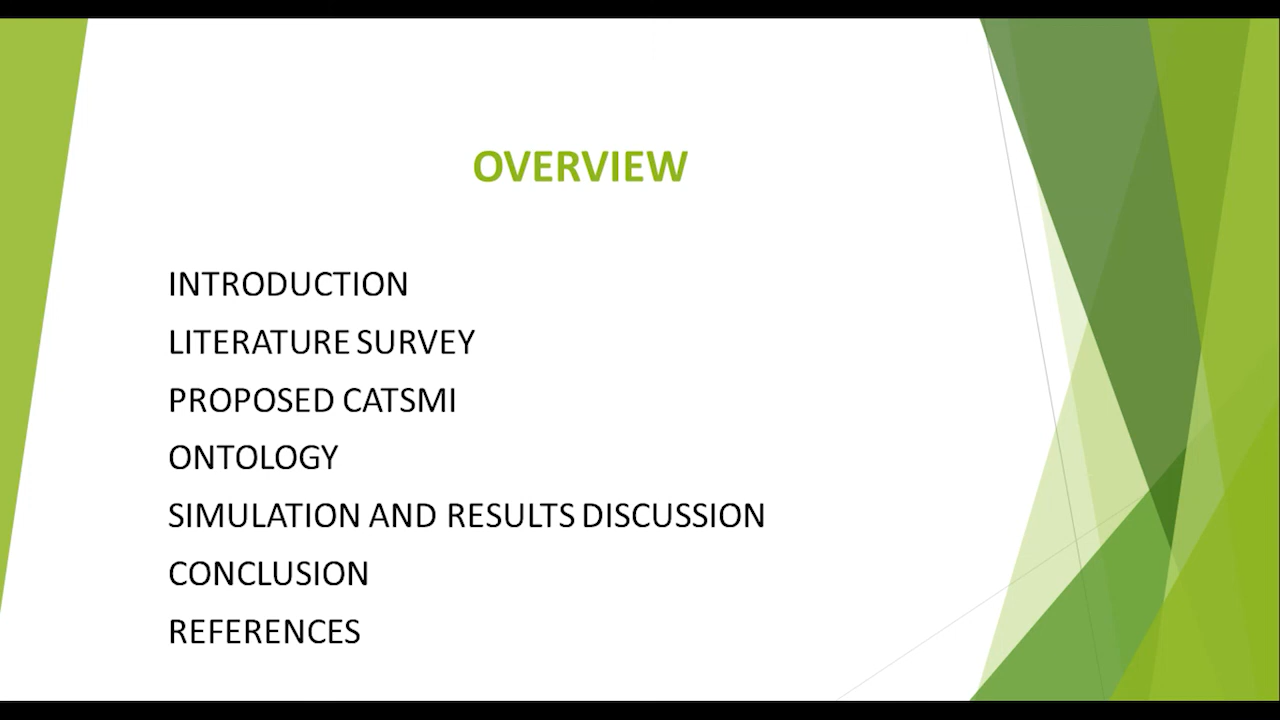 OVERVIEW
INTRODUCTION
LITERATURE SURVEY
PROPOSED CATSMI
ONTOLOGY
SIMULATION AND RESULTS DISCUSSION
CONCLUSION
REFERENCES